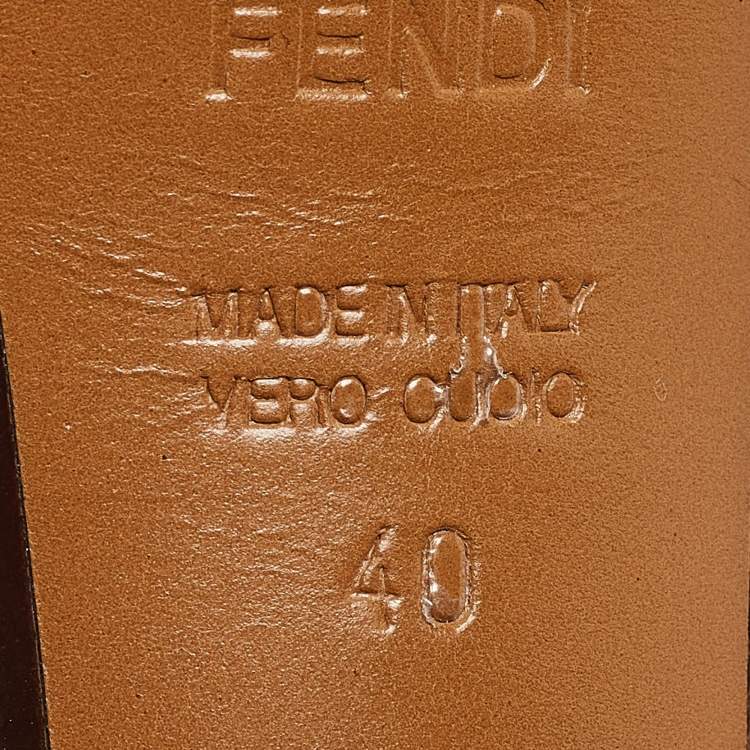 FENDI
MADE IN ITALY
VERO CUOIO
40